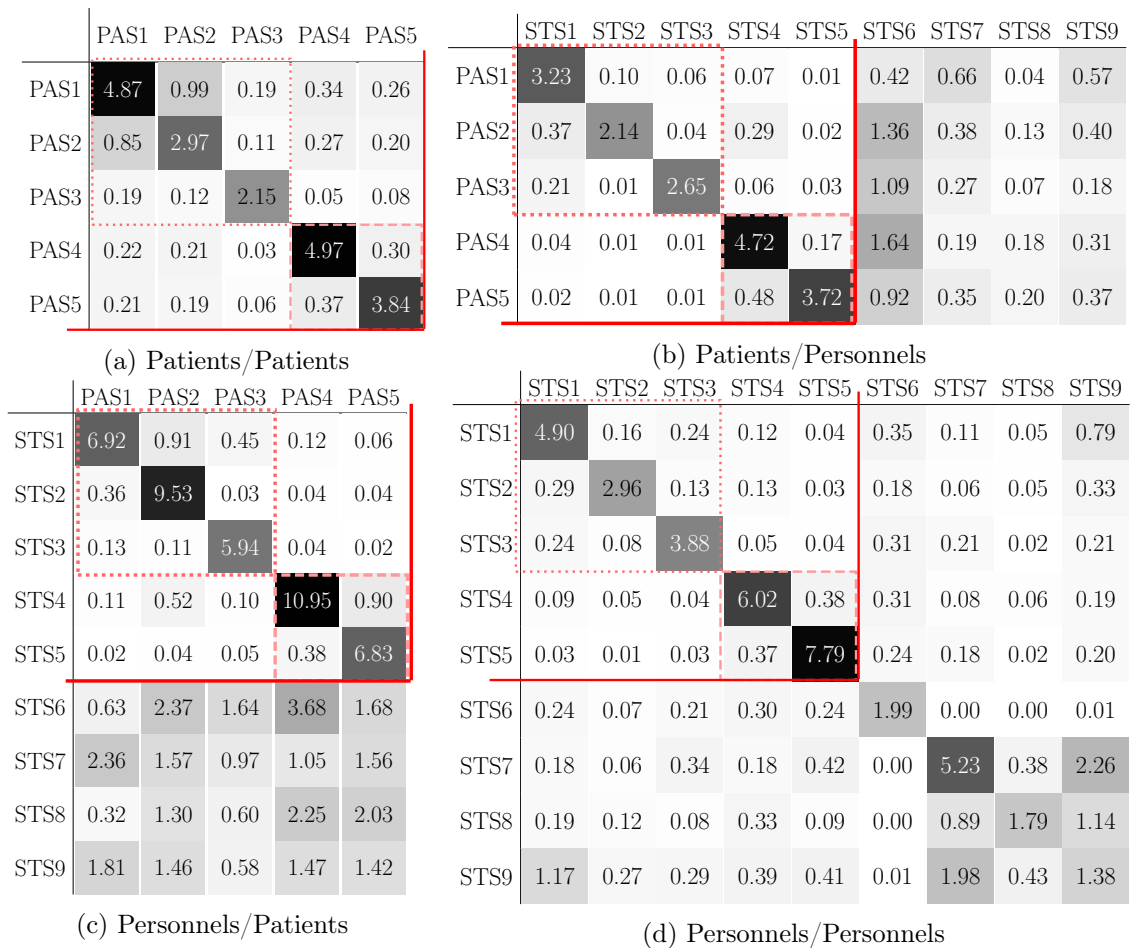 PAS1 PAS2 PAS3 PAS4 PAS5
PAS1 4.87 0.99 0.19 0.34 0.26
PAS2 0.85 2.97 0.11 0.27 0.20
PAS3 0.19 0.12 2.15 0.05 0.08
PAS4 0.22 0.21 0.03 4.97 0.30
PAS5 0.21 0.19 0.06 0.37 3.84
(a) Patients/Patients
STS1 STS2 STS3 STS4 STS5 STS6 STS7 STS8 STS9
PAS1 3.23 0.10 0.06 0.07 0.01 0.42 0.66 0.04 0.57
PAS2 0.37 2.14 0.04 0.29 0.02 1.36 0.38 0.13 0.40
PAS3 0.21 0.01 2.65 0.06 0.03 1.09 0.27 0.07 0.18
PAS4 0.04 0.01 0.01 4.72 0.17 1.64 0.19 0.18 0.31
PAS5 0.02 0.01 0.01 0.48 3.72 0.92 0.35 0.20 0.37
(b) Patients/Personnels
PAS1 PAS2 PAS3 PAS4 PAS5
STS1 6.92 0.91 0.45 0.12 0.06
STS2 0.36 9.53 0.03 0.04 0.04
STS3 0.13 0.11 5.94 0.04 0.02
STS4 0.11 0.52 0.10 10.95 0.90
STS5 0.02 0.04 0.05 0.38 6.83
STS6 0.63 2.37 1.64 3.68 1.68
STS7 2.36 1.57 0.97 1.05 1.56
STS8 0.32 1.30 0.60 2.25 2.03
STS9 1.81 1.46 0.58 1.47 1.42
(c) Personnels/Patients
STS1 STS2 STS3 STS4 STS5 STS6 STS7 STS8 STS9
STS1 4.90 0.16 0.24 0.12 0.04 0.35 0.11 0.05 0.79
STS2 0.29 2.96 0.13 0.13 0.03 0.18 0.06 0.05 0.33
STS3 0.24 0.08 3.88 0.05 0.04 0.31 0.21 0.02 0.21
STS4 0.09 0.05 0.04 6.02 0.38 0.31 0.08 0.06 0.19
STS5 0.03 0.01 0.03 0.37 7.79 0.24 0.18 0.02 0.20
STS6 0.24 0.07 0.21 0.30 0.24 1.99 0.00 0.00 0.01
STS7 0.18 0.06 0.34 0.18 0.42 0.00 5.23 0.38 2.26
STS8 0.19 0.12 0.08 0.33 0.09 0.00 0.89 1.79 1.14
STS9 1.17 0.27 0.29 0.39 0.41 0.01 1.98 0.43 1.38
(d) Personnels/Personnels